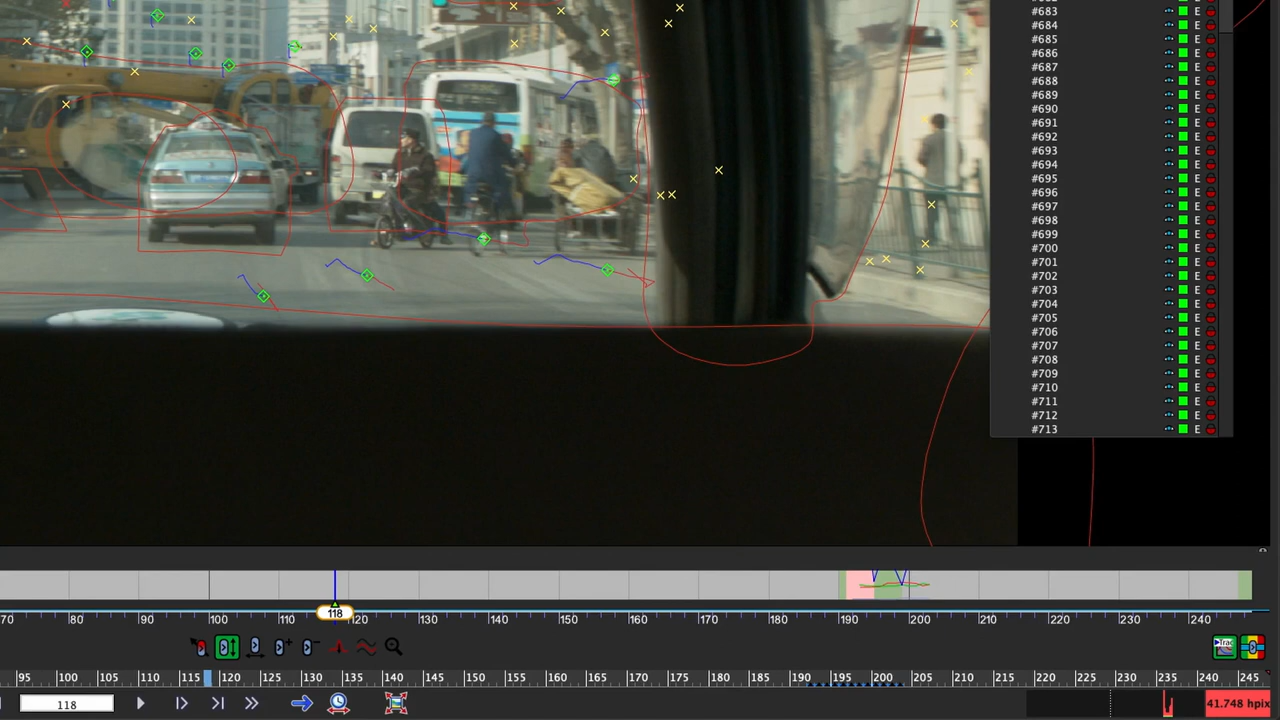 #683 E
#684 E
#685 E
#686 E
#687 E
#688 E
#689 E
#690 E
#691 E
#692 E
#693 E
#694 E
#695 E
#696 E
#697 E
#698 E
#699 E
#700 E
#701 E
#702 E
#703 E
#704 E
#705 E
#706 E
#707 E
#708 E
#709 E
#710 E
#711 E
#712 E
#713 E
70 80 90 100 110 118 120 130 140 150 160 170 180 190 200 210 220 230 240
Trac
95 100 105 110 115 120 125 130 135 140 145 150 155 160 165 170 175 180 185 190 195 200 205 210 215 220 225 230 235 240 245
118
41.748 hpix